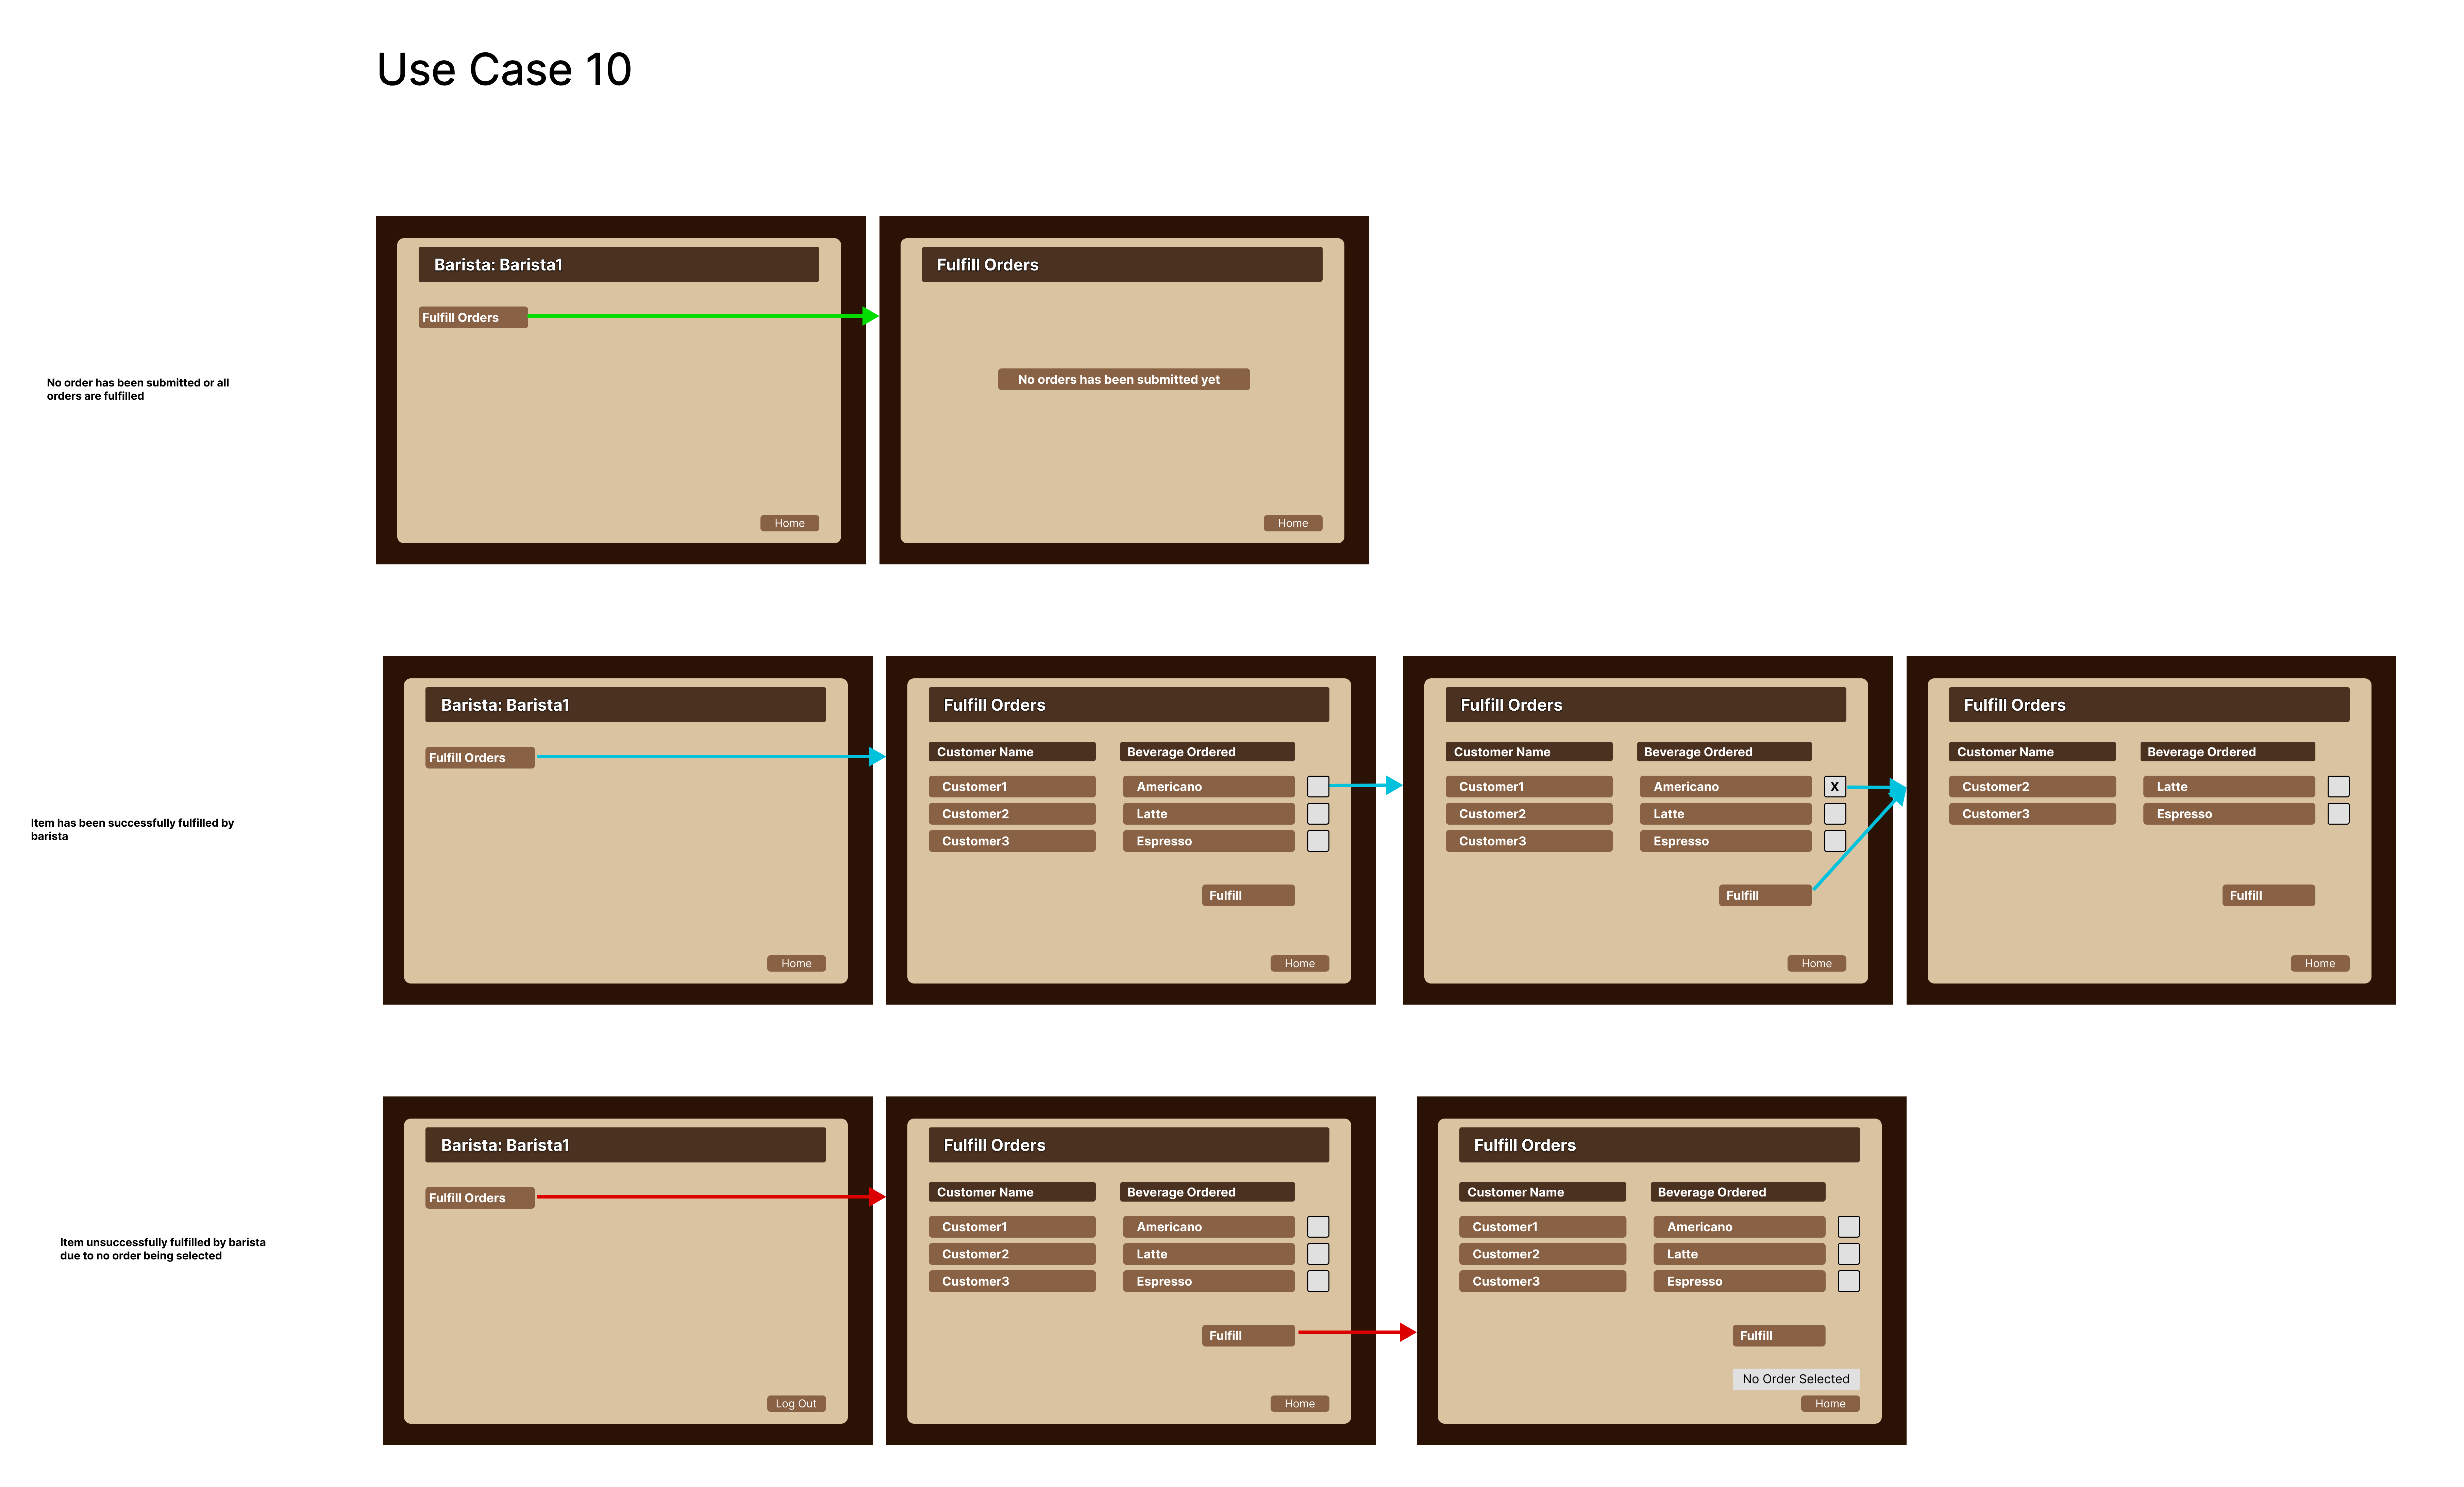 Use Case 10
No order has been submitted or all
orders are fulfilled
Barista: Barista1
Fulfill Orders
Home
Fulfill Orders
No orders has been submitted yet
Home
Item has been successfully fulfilled by
barista
Barista: Barista1
Fulfill Orders
Home
Fulfill Orders
Customer Name Beverage Ordered
Customer1 Americano
Customer2 Latte
Customer3 Espresso
Fulfill
Home
Fulfill Orders
Customer Name Beverage Ordered
Customer1 Americano X
Customer2 Latte
Customer3 Espresso
Fulfill
Home
Fulfill Orders
Customer Name Beverage Ordered
Customer2 Latte
Customer3 Espresso
Fulfill
Home
Item unsuccessfully fulfilled by barista
due to no order being selected
Barista: Barista1
Fulfill Orders
Log Out
Fulfill Orders
Customer Name Beverage Ordered
Customer1 Americano
Customer2 Latte
Customer3 Espresso
Fulfill
Home
Fulfill Orders
Customer Name Beverage Ordered
Customer1 Americano
Customer2 Latte
Customer3 Espresso
Fulfill
No Order Selected
Home